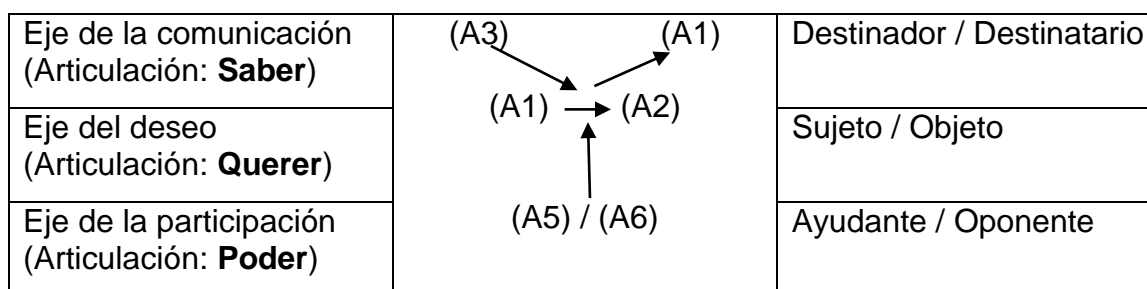 Eje de la comunicación
(Articulación: Saber)
(A3) (A1)
Destinador / Destinatario
(A1) (A2)
Eje del deseo
(Articulación: Querer)
Sujeto / Objeto
Eje de la participación
(Articulación: Poder)
(A5) / (A6)
Ayudante / Oponente